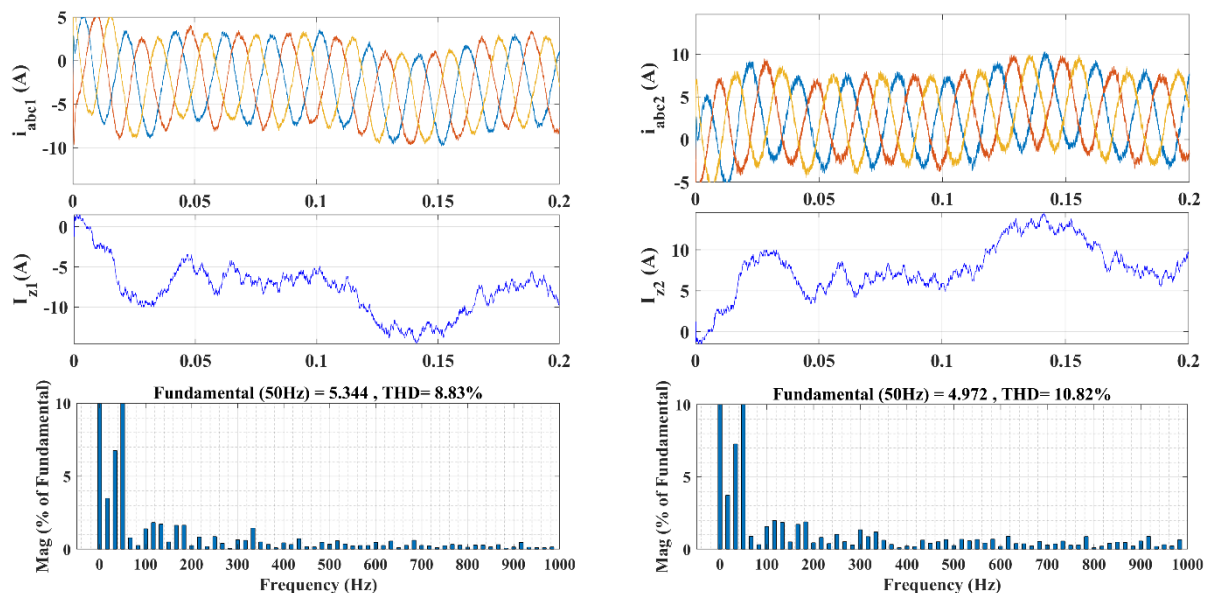 i_abc1 (A)
5
0
-5
-10
0 0.05 0.1 0.15 0.2
I_z1(A)
0
-5
-10
0 0.05 0.1 0.15 0.2
Fundamental (50Hz) = 5.344 , THD= 8.83%
Mag (% of Fundamental)
10
5
0
0 100 200 300 400 500 600 700 800 900 1000
Frequency (Hz)
i_abc2 (A)
10
5
0
-5
0 0.05 0.1 0.15 0.2
I_z2 (A)
10
5
0
0 0.05 0.1 0.15 0.2
Fundamental (50Hz) = 4.972 , THD= 10.82%
Mag (% of Fundamental)
10
5
0
0 100 200 300 400 500 600 700 800 900 1000
Frequency (Hz)